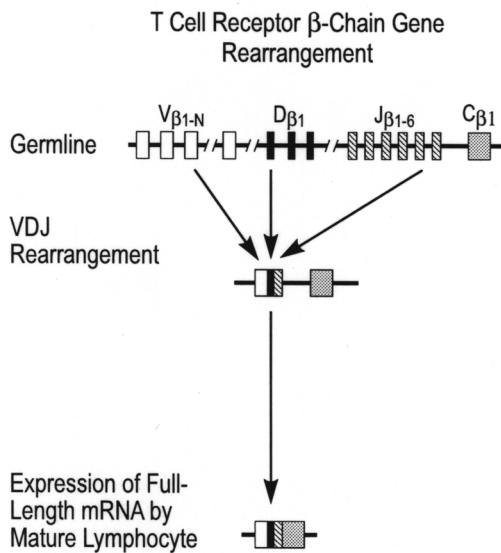 T Cell Receptor β-Chain Gene
Rearrangement
Vβ1-N Dβ1 Jβ1-6 Cβ1
Germline
VDJ
Rearrangement
Expression of Full-
Length mRNA by
Mature Lymphocyte